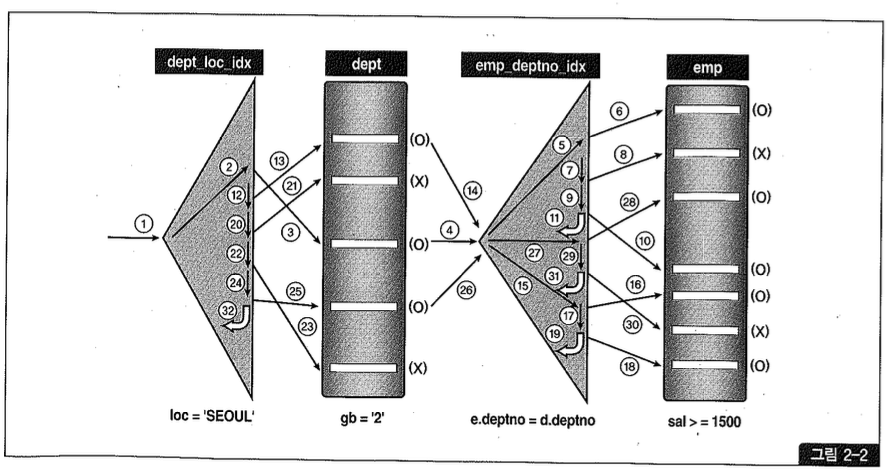 dept_loc_idx
dept
emp_deptno_idx
emp
①
②
⑫
⑳
㉒
㉔
㉜
⑬
㉑
③
㉕
㉓
(O)
(X)
(O)
(O)
(X)
⑭
④
㉖
⑤
⑦
⑨
⑪
㉗
㉙
㉛
⑮
⑰
⑲
⑥
⑧
㉘
⑩
⑯
㉚
⑱
(O)
(X)
(O)
(O)
(O)
(X)
(O)
loc = 'SEOUL'
gb = '2'
e.deptno = d.deptno
sal > = 1500
그림 2-2